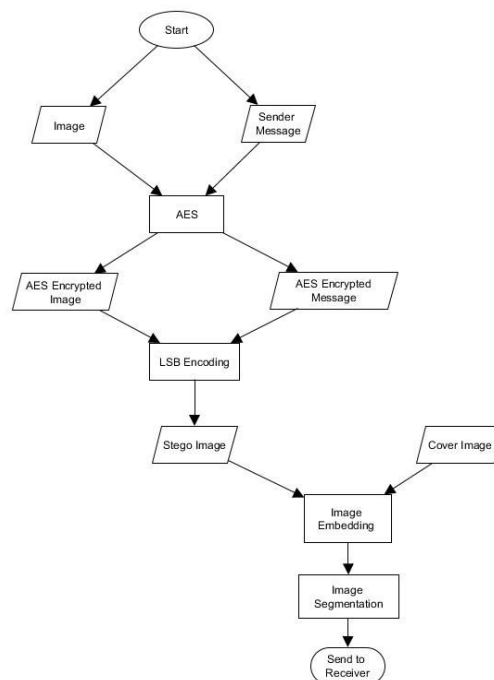 Start
Image
Sender
Message
AES
AES Encrypted
Image
AES Encrypted
Message
LSB Encoding
Stego Image
Cover Image
Image
Embedding
Image
Segmentation
Send to
Receiver